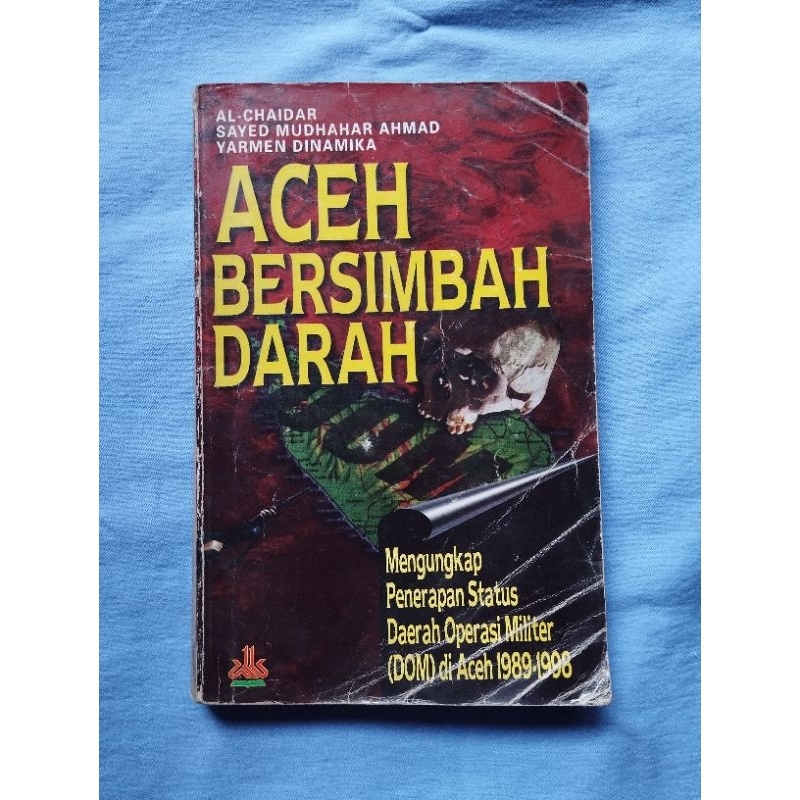 AL-CHAIDAR
SAYED MUDHAHAR AHMAD
YARMEN DINAMIKA
ACEH
BERSIMBAH
DARAH
DOM
Mengungkap
Penerapan Status
Daerah Operasi Militer
(DOM) di Aceh 1989-1998